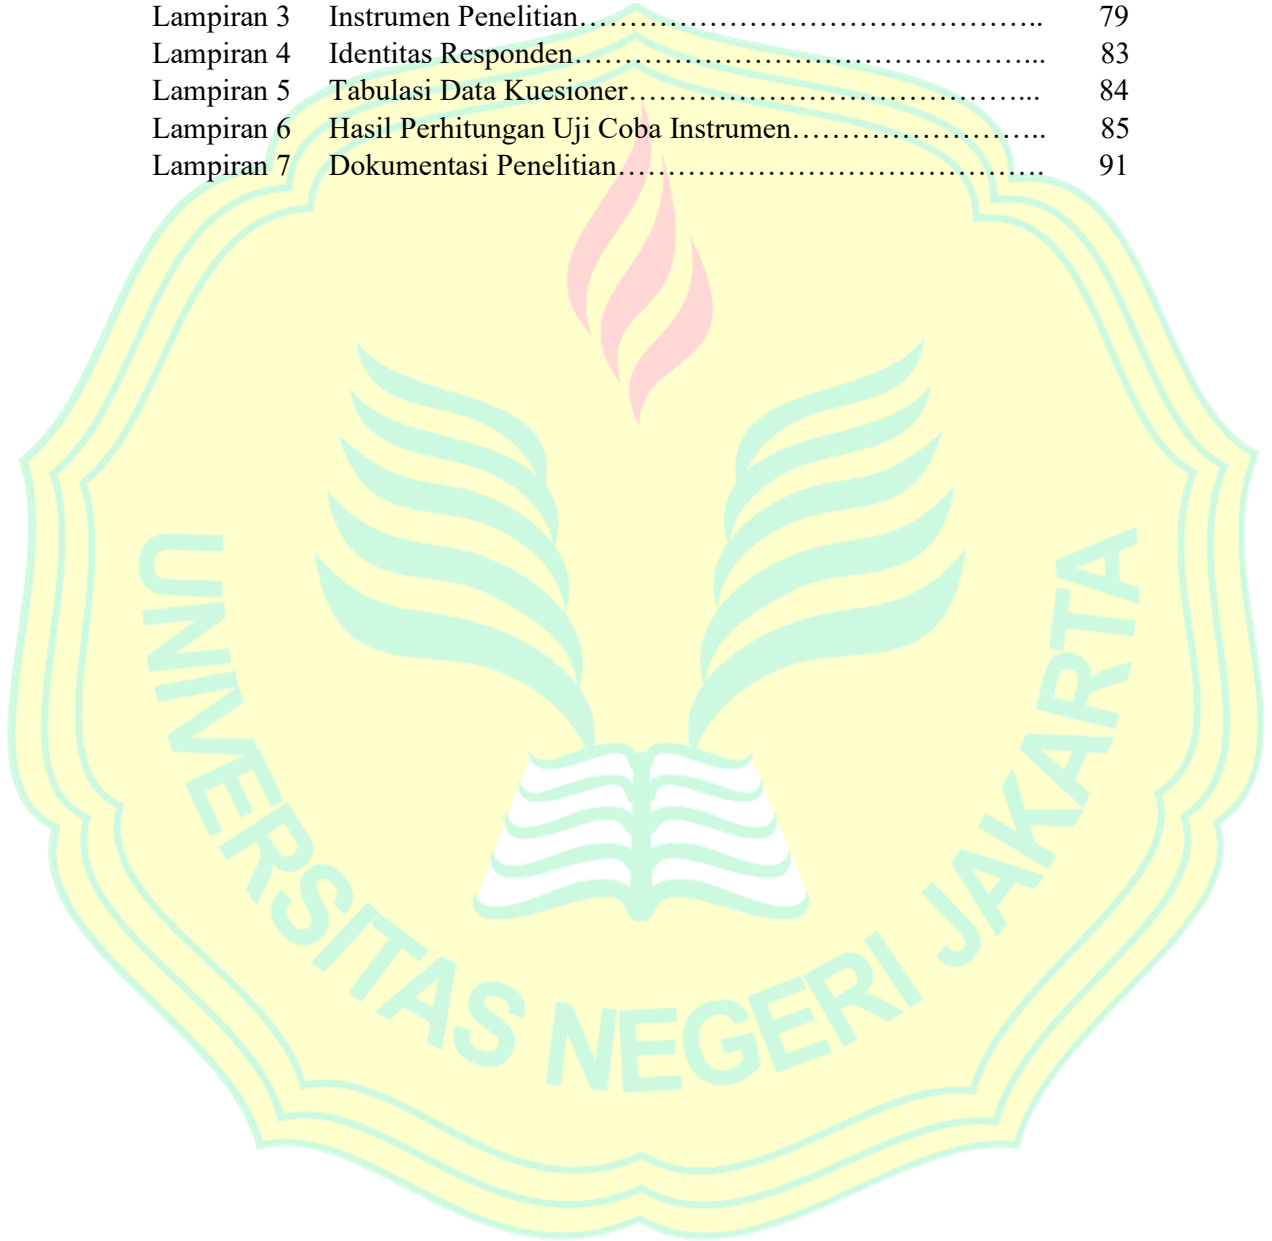 Lampiran 3 Instrumen Penelitian………………………………………….. 79
Lampiran 4 Identitas Responden…………………………………………... 83
Lampiran 5 Tabulasi Data Kuesioner……………………………………... 84
Lampiran 6 Hasil Perhitungan Uji Coba Instrumen…………………….. 85
Lampiran 7 Dokumentasi Penelitian………………………………………. 91
UNIVERSITAS NEGERI JAKARTA